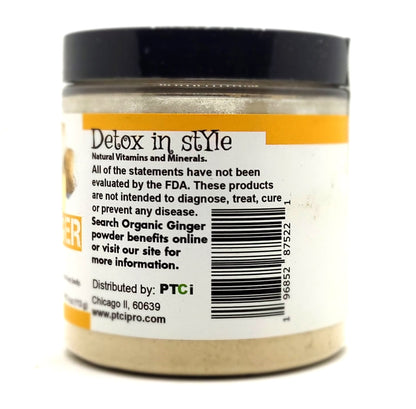 Detox in stYle
Natural Vitamins and Minerals.
All of the statements have not been
evaluated by the FDA. These products
are not intended to diagnose, treat, cure
or prevent any disease.
Search Organic Ginger
powder benefits online
or visit our site for
more information.
Distributed by: PTCi
Chicago Il, 60639
www.ptcipro.com
1 96852 87522 1